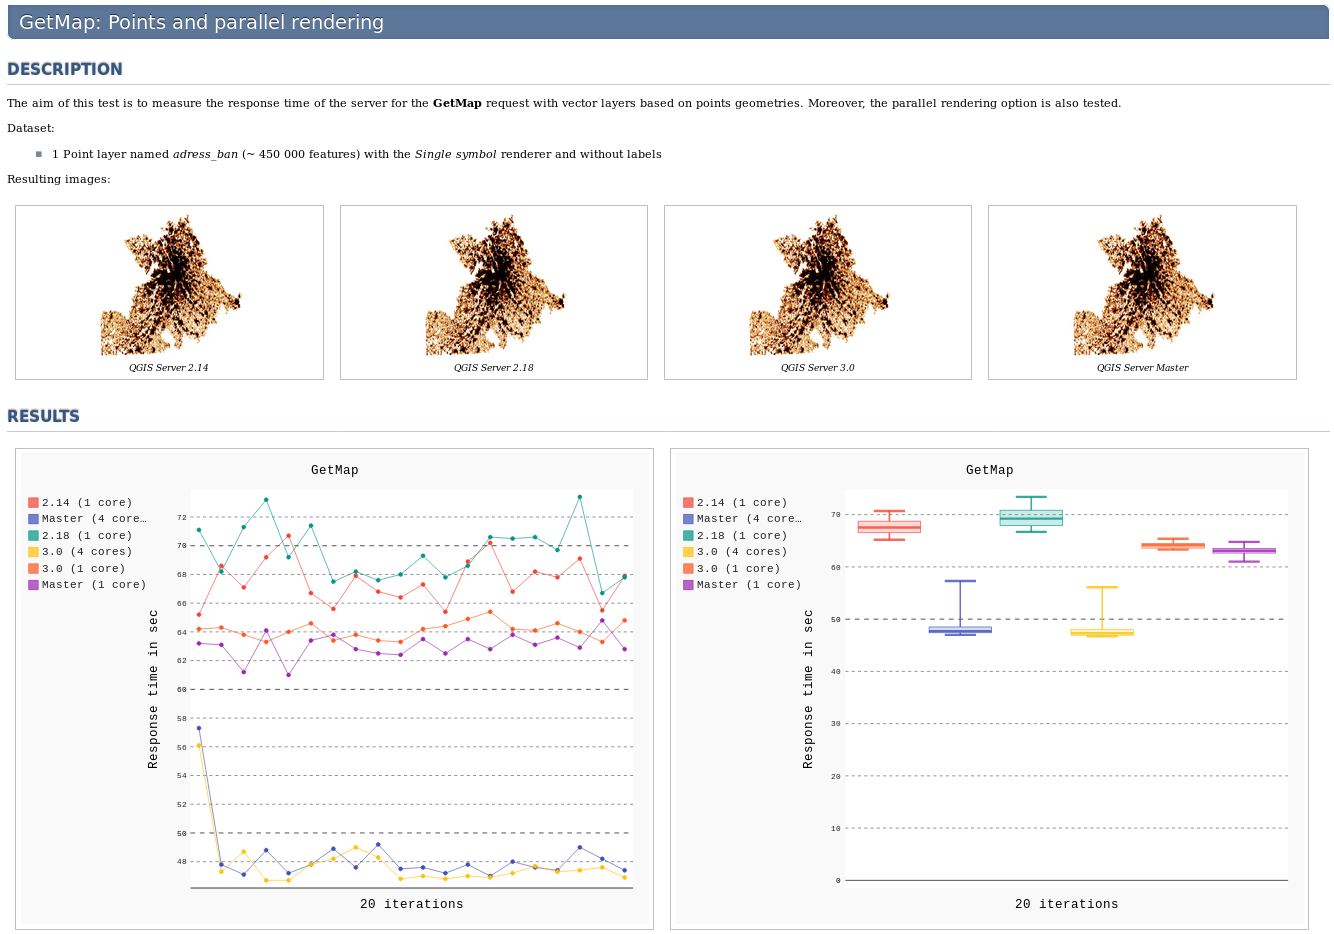 GetMap: Points and parallel rendering
DESCRIPTION
The aim of this test is to measure the response time of the server for the GetMap request with vector layers based on points geometries. Moreover, the parallel rendering option is also tested.
Dataset:
1 Point layer named adress_ban (~ 450 000 features) with the Single symbol renderer and without labels
Resulting images:
QGIS Server 2.14
QGIS Server 2.18
QGIS Server 3.0
QGIS Server Master
RESULTS
GetMap
2.14 (1 core)
Master (4 core…
2.18 (1 core)
3.0 (4 cores)
3.0 (1 core)
Master (1 core)
Response time in sec
72
70
68
66
64
62
60
58
56
54
52
50
48
20 iterations
GetMap
2.14 (1 core)
Master (4 core…
2.18 (1 core)
3.0 (4 cores)
3.0 (1 core)
Master (1 core)
Response time in sec
70
60
50
40
30
20
10
0
20 iterations